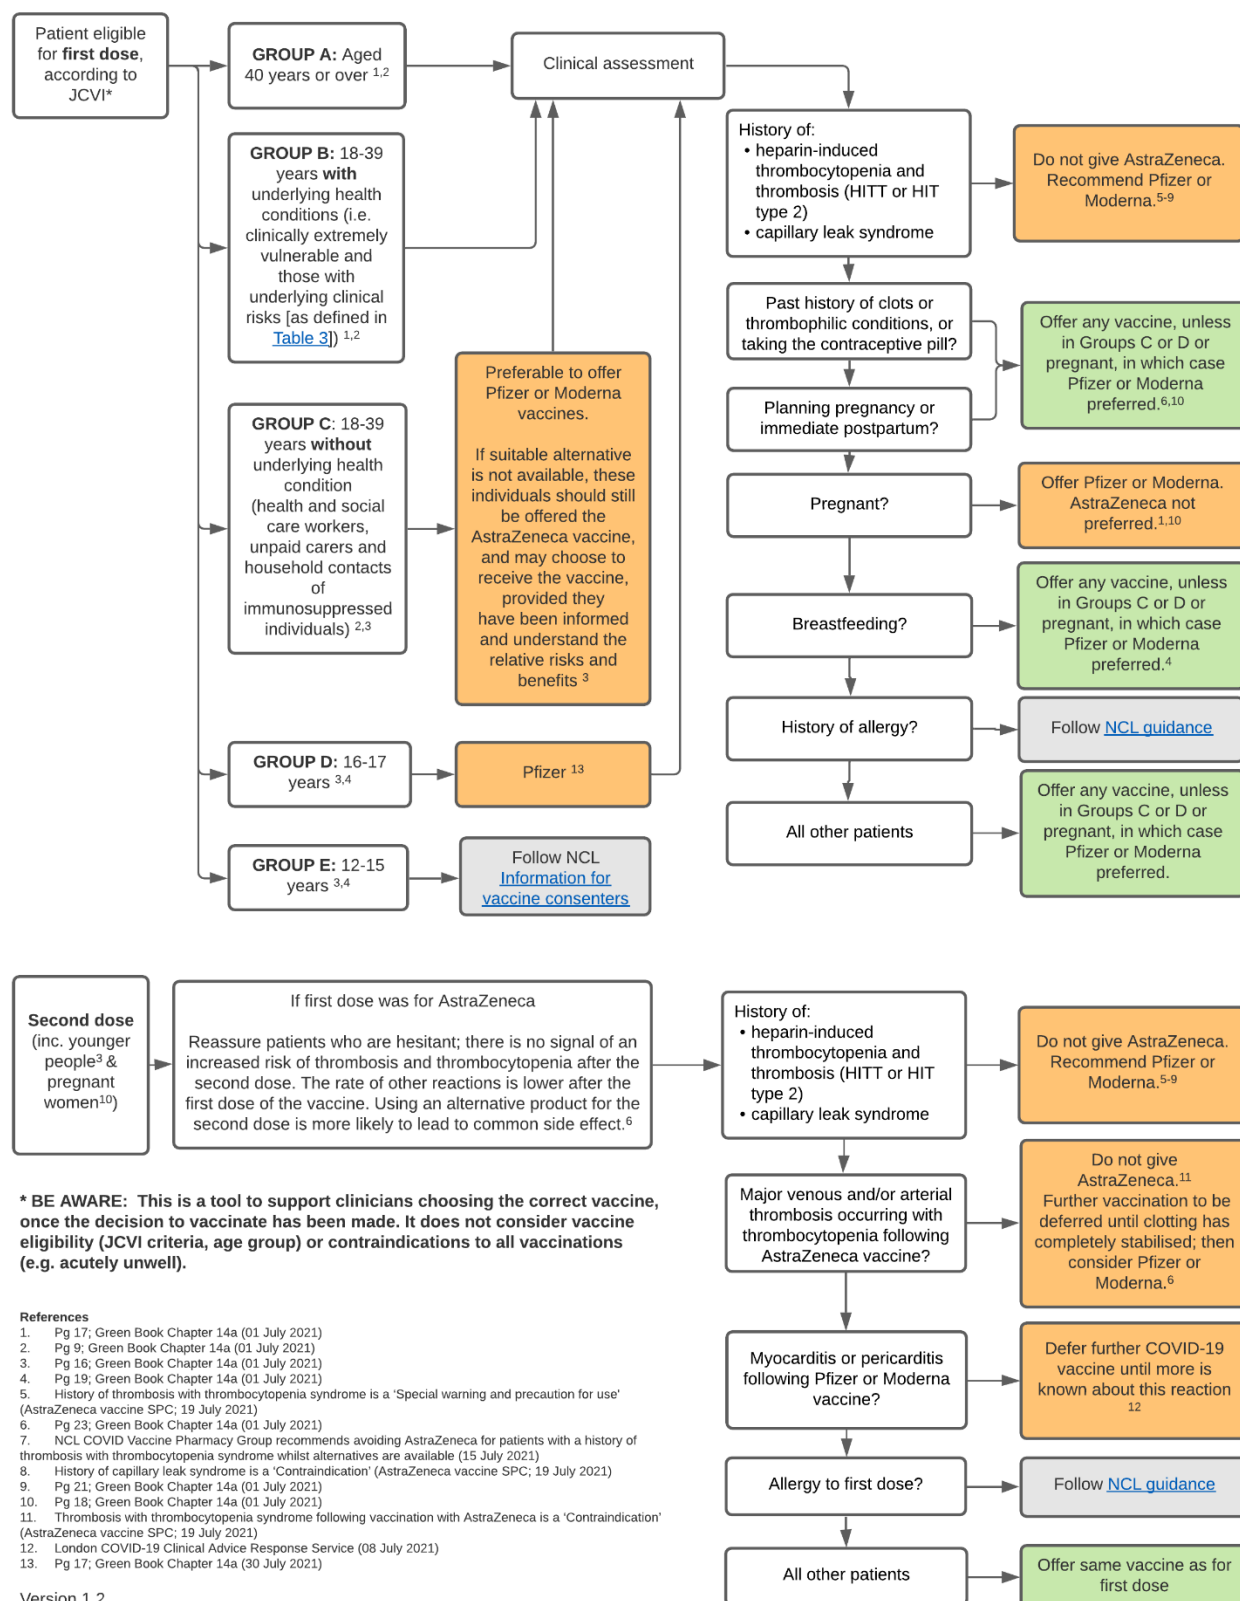 Patient eligible
for first dose,
according to
JCVI*
GROUP A: Aged
40 years or over 1,2
Clinical assessment
GROUP B: 18-39
years with
underlying health
conditions (i.e.
clinically extremely
vulnerable and
those with
underlying clinical
risks [as defined in
Table 3]) 1,2
GROUP C: 18-39
years without
underlying health
condition
(health and social
care workers,
unpaid carers and
household contacts
of
immunosuppressed
individuals) 2,3
Preferable to offer
Pfizer or Moderna
vaccines.
If suitable alternative
is not available, these
individuals should still
be offered the
AstraZeneca vaccine,
and may choose to
receive the vaccine,
provided they
have been informed
and understand the
relative risks and
benefits 3
GROUP D: 16-17
years 3,4
Pfizer 13
GROUP E: 12-15
years 3,4
Follow NCL
Information for
vaccine consenters
History of:
• heparin-induced
thrombocytopenia and
thrombosis (HITT or HIT
type 2)
• capillary leak syndrome
Do not give AstraZeneca.
Recommend Pfizer or
Moderna.5-9
Past history of clots or
thrombophilic conditions, or
taking the contraceptive pill?
Planning pregnancy or
immediate postpartum?
Offer any vaccine, unless
in Groups C or D or
pregnant, in which case
Pfizer or Moderna
preferred.6,10
Pregnant?
Offer Pfizer or Moderna.
AstraZeneca not
preferred.1,10
Breastfeeding?
Offer any vaccine, unless
in Groups C or D or
pregnant, in which case
Pfizer or Moderna
preferred.4
History of allergy?
Follow NCL guidance
All other patients
Offer any vaccine, unless
in Groups C or D or
pregnant, in which case
Pfizer or Moderna
preferred.
Second dose
(inc. younger
people3 &
pregnant
women10)
If first dose was for AstraZeneca
Reassure patients who are hesitant; there is no signal of an
increased risk of thrombosis and thrombocytopenia after the
second dose. The rate of other reactions is lower after the
first dose of the vaccine. Using an alternative product for the
second dose is more likely to lead to common side effect.6
History of:
• heparin-induced
thrombocytopenia and
thrombosis (HITT or HIT
type 2)
• capillary leak syndrome
Do not give AstraZeneca.
Recommend Pfizer or
Moderna.5-9
Major venous and/or arterial
thrombosis occurring with
thrombocytopenia following
AstraZeneca vaccine?
Do not give
AstraZeneca.11
Further vaccination to be
deferred until clotting has
completely stabilised; then
consider Pfizer or
Moderna.6
Myocarditis or pericarditis
following Pfizer or Moderna
vaccine?
Defer further COVID-19
vaccine until more is
known about this reaction
12
Allergy to first dose?
Follow NCL guidance
All other patients
Offer same vaccine as for
first dose
* BE AWARE: This is a tool to support clinicians choosing the correct vaccine,
once the decision to vaccinate has been made. It does not consider vaccine
eligibility (JCVI criteria, age group) or contraindications to all vaccinations
(e.g. acutely unwell).
References
1. Pg 17; Green Book Chapter 14a (01 July 2021)
2. Pg 9; Green Book Chapter 14a (01 July 2021)
3. Pg 16; Green Book Chapter 14a (01 July 2021)
4. Pg 19; Green Book Chapter 14a (01 July 2021)
5. History of thrombosis with thrombocytopenia syndrome is a 'Special warning and precaution for use'
(AstraZeneca vaccine SPC; 19 July 2021)
6. Pg 23; Green Book Chapter 14a (01 July 2021)
7. NCL COVID Vaccine Pharmacy Group recommends avoiding AstraZeneca for patients with a history of
thrombosis with thrombocytopenia syndrome whilst alternatives are available (15 July 2021)
8. History of capillary leak syndrome is a 'Contraindication' (AstraZeneca vaccine SPC; 19 July 2021)
9. Pg 21; Green Book Chapter 14a (01 July 2021)
10. Pg 18; Green Book Chapter 14a (01 July 2021)
11. Thrombosis with thrombocytopenia syndrome following vaccination with AstraZeneca is a 'Contraindication'
(AstraZeneca vaccine SPC; 19 July 2021)
12. London COVID-19 Clinical Advice Response Service (08 July 2021)
13. Pg 17; Green Book Chapter 14a (30 July 2021)
Version 1.2